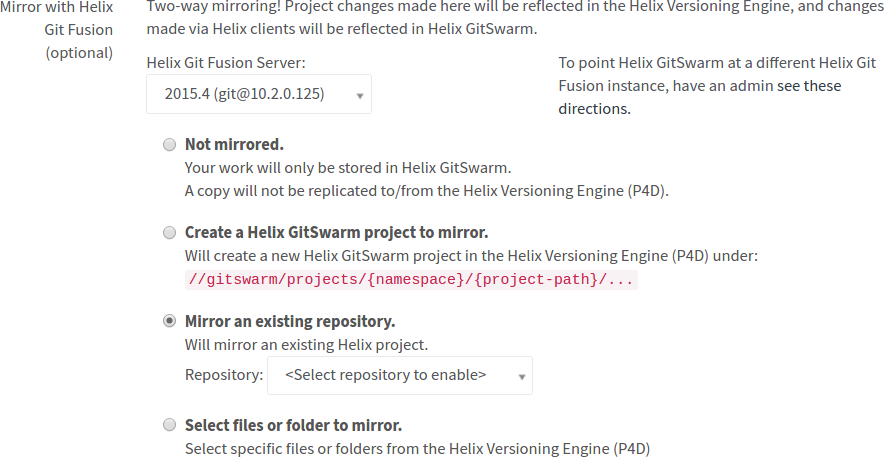 Mirror with Helix
Git Fusion
(optional)
Two-way mirroring! Project changes made here will be reflected in the Helix Versioning Engine, and changes
made via Helix clients will be reflected in Helix GitSwarm.
Helix Git Fusion Server:
2015.4 (git@10.2.0.125)
To point Helix GitSwarm at a different Helix Git
Fusion instance, have an admin see these
directions.
Not mirrored.
Your work will only be stored in Helix GitSwarm.
A copy will not be replicated to/from the Helix Versioning Engine (P4D).
Create a Helix GitSwarm project to mirror.
Will create a new Helix GitSwarm project in the Helix Versioning Engine (P4D) under:
//gitswarm/projects/{namespace}/{project-path}/...
Mirror an existing repository.
Will mirror an existing Helix project.
Repository: <Select repository to enable>
Select files or folder to mirror.
Select specific files or folders from the Helix Versioning Engine (P4D)